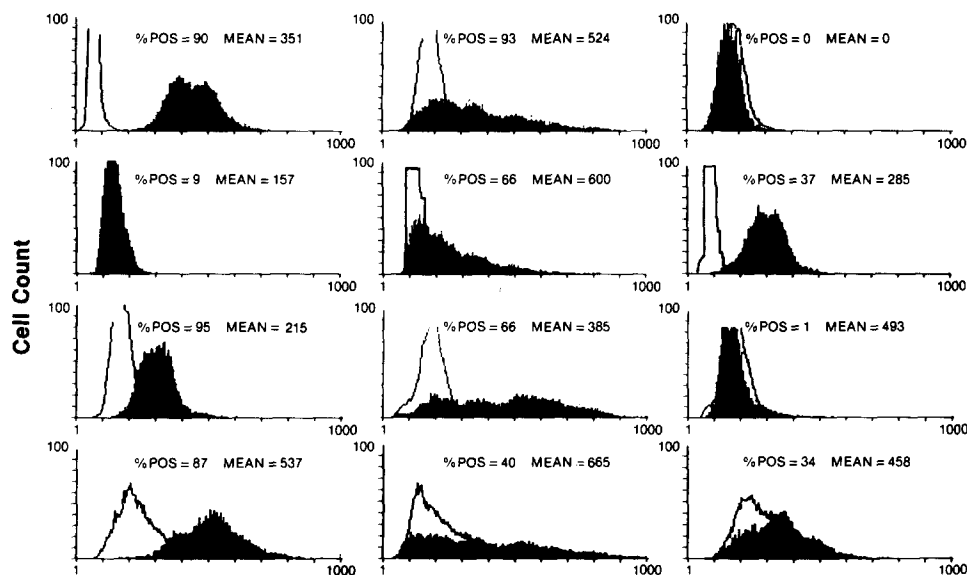 Cell Count
100 100 100
%POS = 90 MEAN = 351 %POS = 93 MEAN = 524 %POS = 0 MEAN = 0
1 1000 1 1000 1 1000
100 100 100
%POS = 9 MEAN = 157 %POS = 66 MEAN = 600 %POS = 37 MEAN = 285
1 1000 1 1000 1 1000
100 100 100
%POS = 95 MEAN = 215 %POS = 66 MEAN = 385 %POS = 1 MEAN = 493
1 1000 1 1000 1 1000
100 100 100
%POS = 87 MEAN = 537 %POS = 40 MEAN = 665 %POS = 34 MEAN = 458
1 1000 1 1000 1 1000